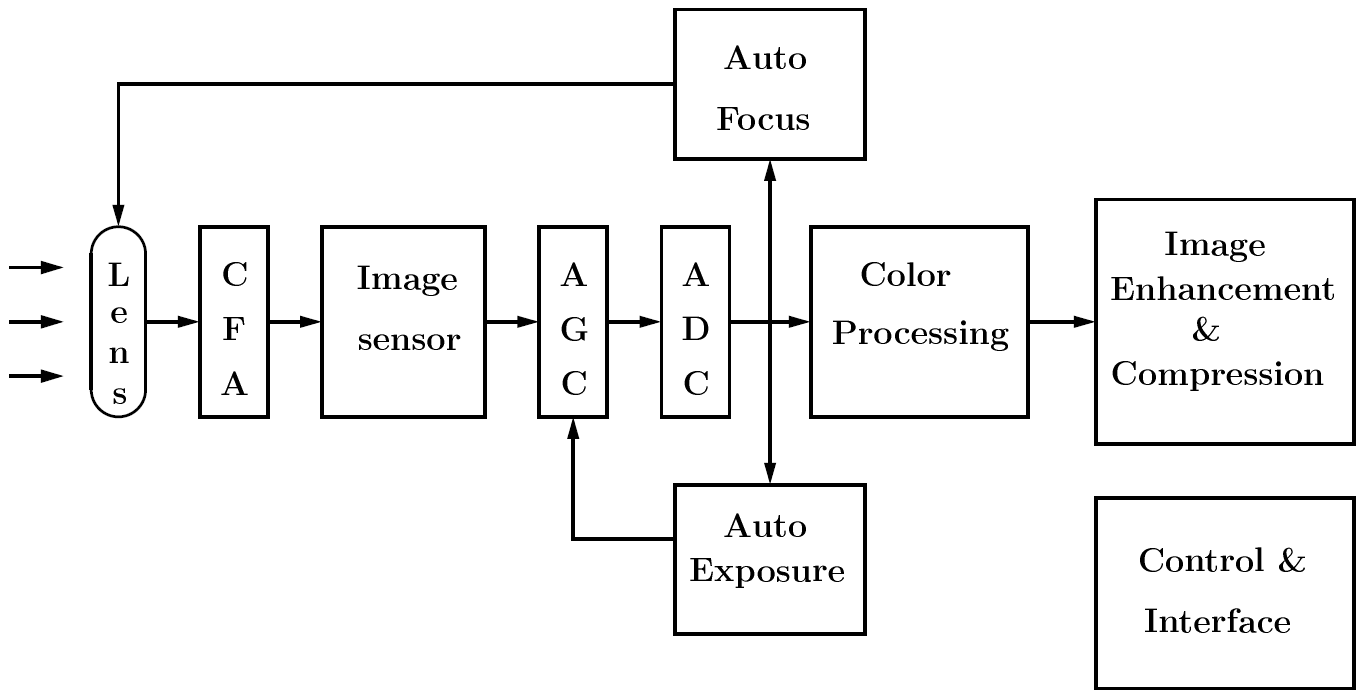 Auto
Focus
L
e
n
s
C
F
A
Image
sensor
A
G
C
A
D
C
Color
Processing
Image
Enhancement
&
Compression
Auto
Exposure
Control &
Interface